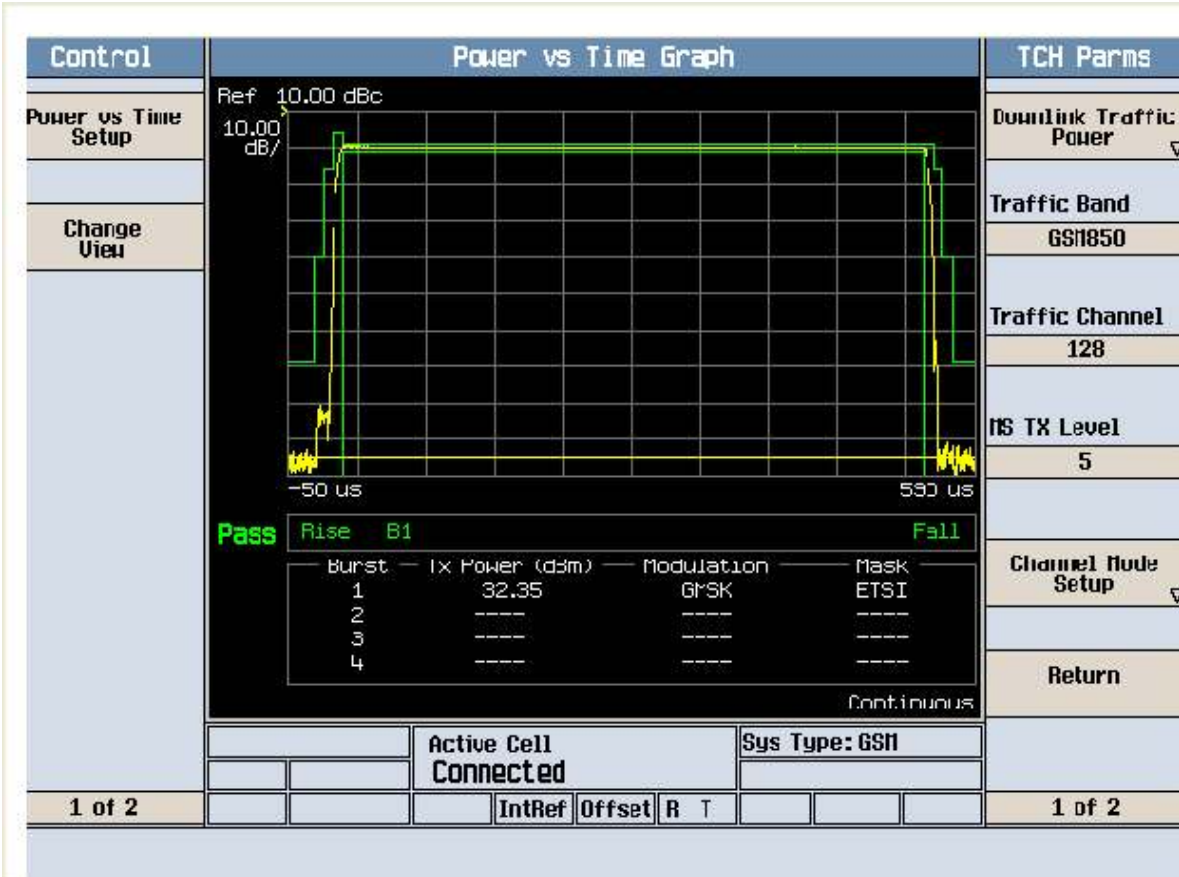 Control
Power vs Time Graph
TCH Parms
Power vs Time
Setup
Change
View
1 of 2
Ref 10.00 dBc
10.00
dB/
-50 us
590 us
Pass
Rise B1 Fall
Burst Tx Power (dBm) Modulation Mask
1 32.35 GMSK ETSI
2 ---- ---- ----
3 ---- ---- ----
4 ---- ---- ----
Continuous
Active Cell
Connected
Sys Type: GSM
IntRef Offset R T
Downlink Traffic
Power
Traffic Band
GSM850
Traffic Channel
128
MS TX Level
5
Channel Mode
Setup
Return
1 of 2